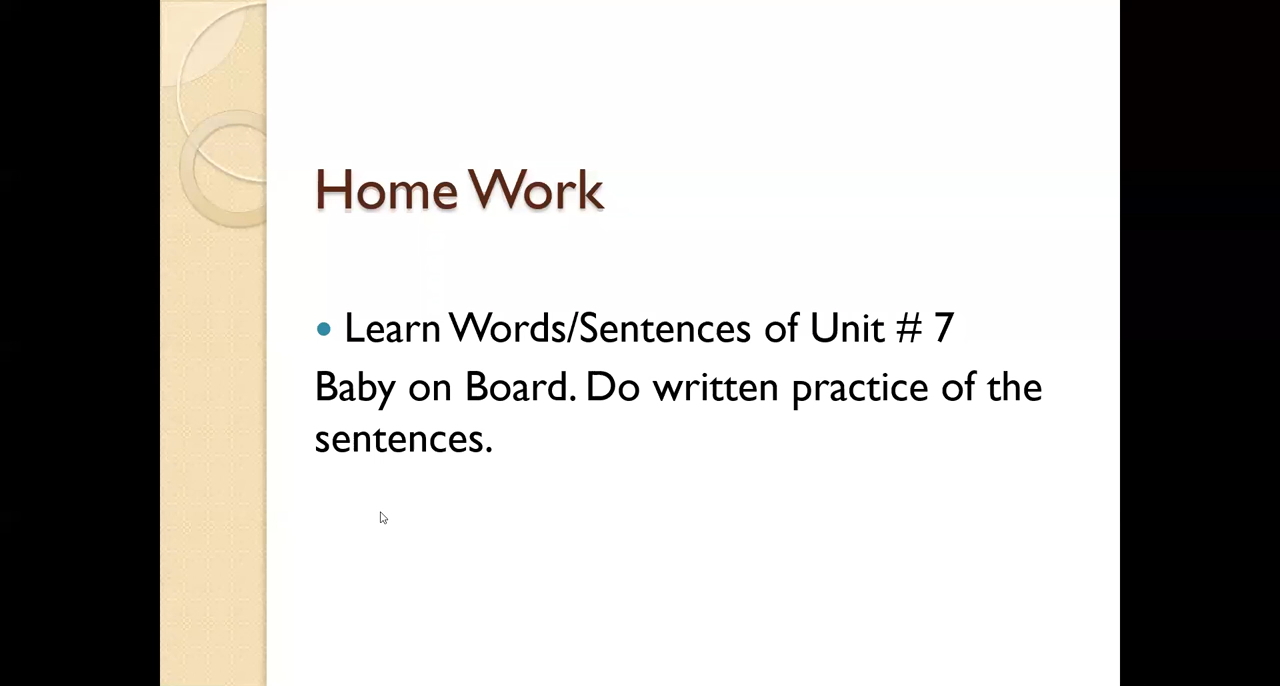 Home Work
• Learn Words/Sentences of Unit # 7
Baby on Board. Do written practice of the
sentences.